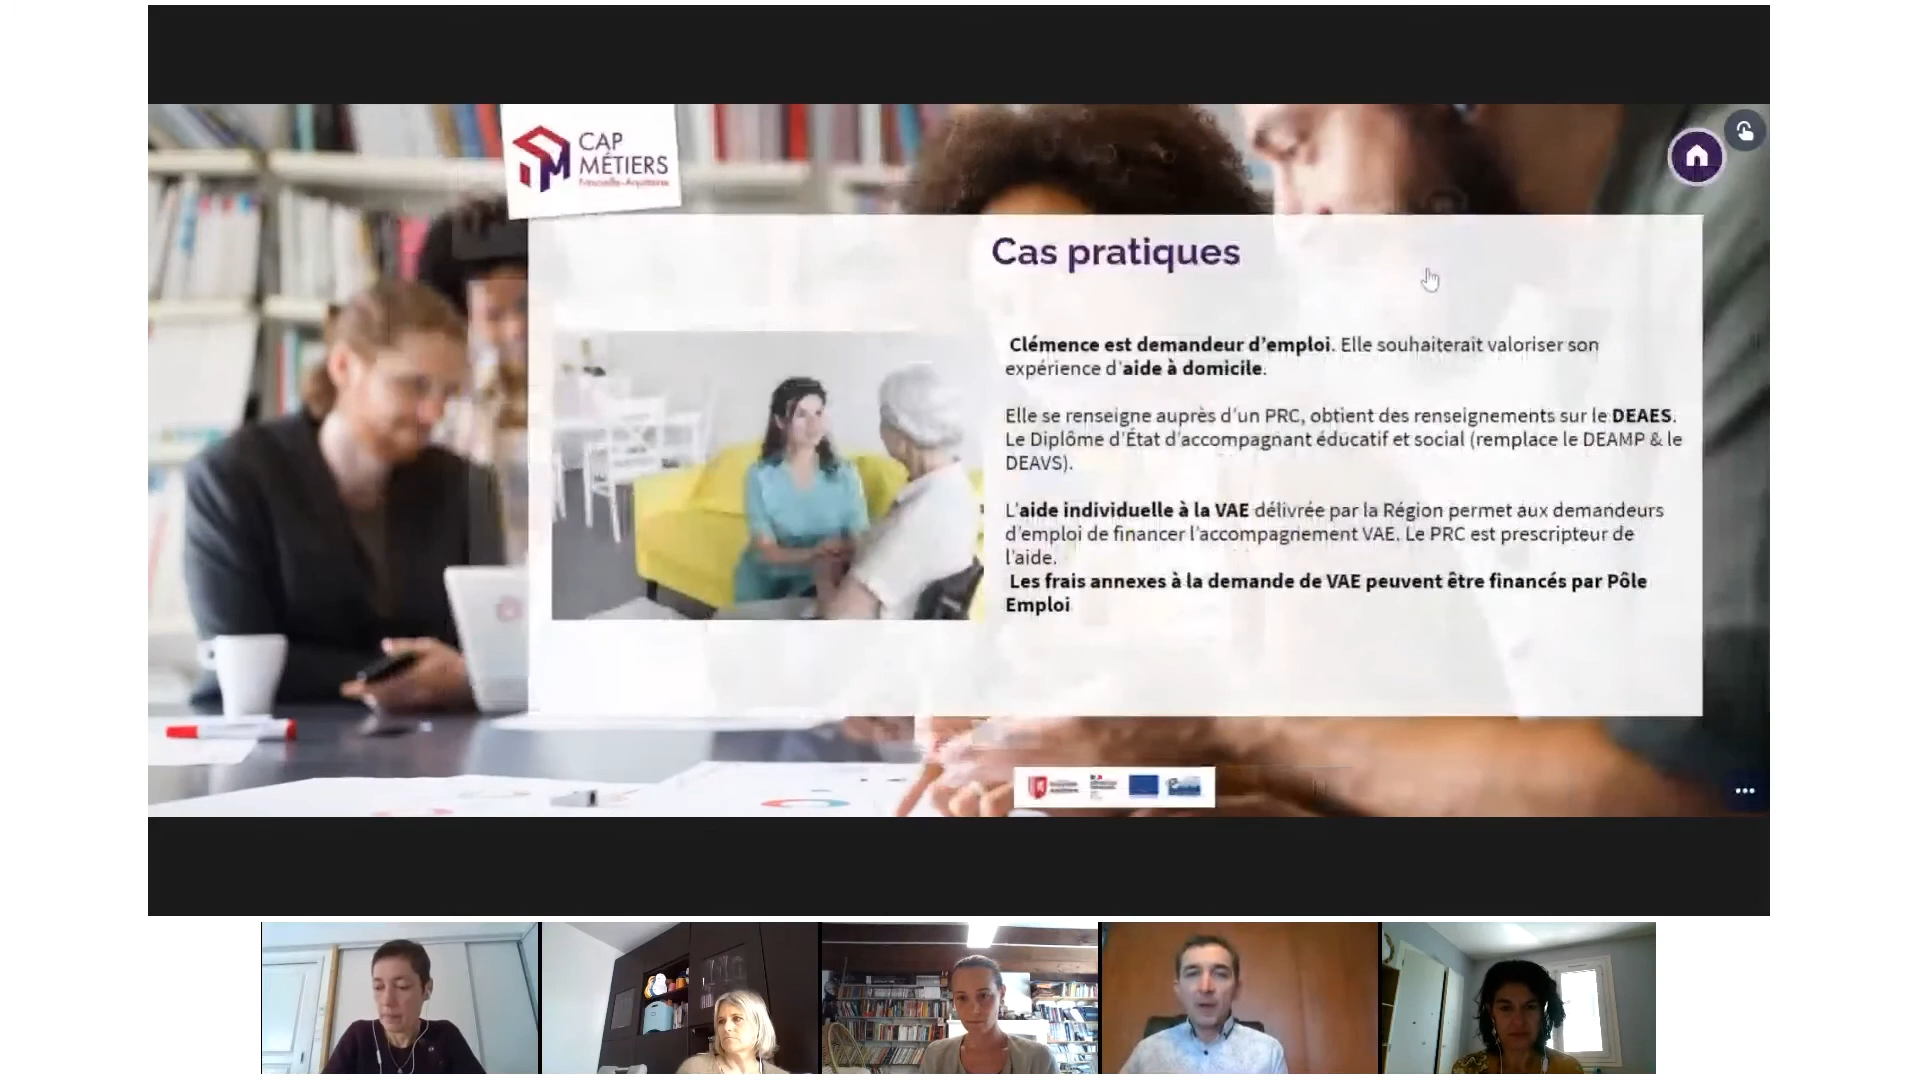 CAP
MÉTIERS
Nouvelle-Aquitaine
Cas pratiques
Clémence est demandeur d'emploi. Elle souhaiterait valoriser son
expérience d'aide à domicile.
Elle se renseigne auprès d'un PRC, obtient des renseignements sur le DEAES.
Le Diplôme d'État d'accompagnant éducatif et social (remplace le DEAMP & le
DEAVS).
L'aide individuelle à la VAE délivrée par la Région permet aux demandeurs
d'emploi de financer l'accompagnement VAE. Le PRC est prescripteur de
l'aide.
Les frais annexes à la demande de VAE peuvent être financés par Pôle
Emploi